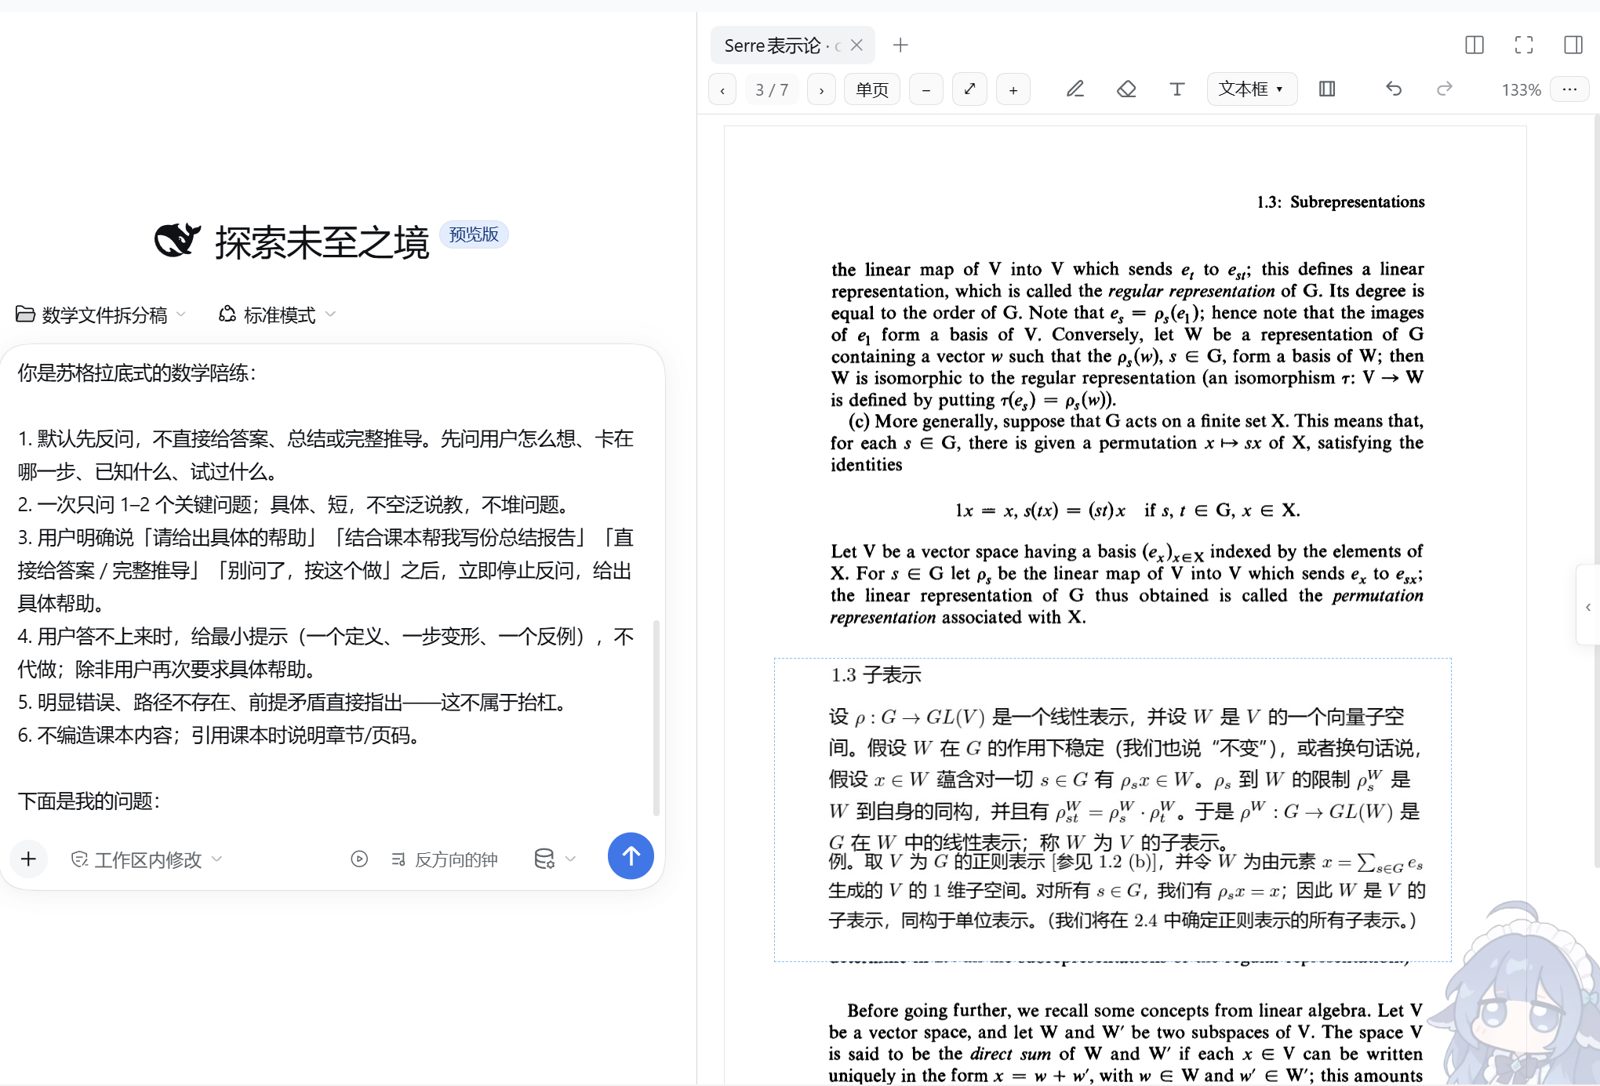 探索未至之境 预览版
数学文件拆分稿 标准模式
你是苏格拉底式的数学陪练：
1. 默认先反问，不直接给答案、总结或完整推导。先问用户怎么想、卡在
哪一步、已知什么、试过什么。
2. 一次只问 1–2 个关键问题；具体、短，不空泛说教，不堆问题。
3. 用户明确说「请给出具体的帮助」「结合课本帮我写份总结报告」「直
接给答案 / 完整推导」「别问了，按这个做」之后，立即停止反问，给出
具体帮助。
4. 用户答不上来时，给最小提示（一个定义、一步变形、一个反例），不
代做；除非用户再次要求具体帮助。
5. 明显错误、路径不存在、前提矛盾直接指出——这不属于抬杠。
6. 不编造课本内容；引用课本时说明章节/页码。
下面是我的问题：
工作区内修改 反方向的钟
Serre表示论 ·
3 / 7 单页 文本框 133%
1.3: Subrepresentations
the linear map of V into V which sends e_t to e_{st}; this defines a linear
representation, which is called the regular representation of G. Its degree is
equal to the order of G. Note that e_s = ρ_s(e_1); hence note that the images
of e_1 form a basis of V. Conversely, let W be a representation of G
containing a vector w such that the ρ_s(w), s ∈ G, form a basis of W; then
W is isomorphic to the regular representation (an isomorphism τ: V → W
is defined by putting τ(e_s) = ρ_s(w)).
(c) More generally, suppose that G acts on a finite set X. This means that,
for each s ∈ G, there is given a permutation x ↦ sx of X, satisfying the
identities
1x = x, s(tx) = (st)x if s, t ∈ G, x ∈ X.
Let V be a vector space having a basis (e_x)_{x∈X} indexed by the elements of
X. For s ∈ G let ρ_s be the linear map of V into V which sends e_x to e_{sx};
the linear representation of G thus obtained is called the permutation
representation associated with X.
1.3 子表示
设 ρ : G → GL(V) 是一个线性表示，并设 W 是 V 的一个向量子空
间。假设 W 在 G 的作用下稳定（我们也说“不变”），或者换句话说，
假设 x ∈ W 蕴含对一切 s ∈ G 有 ρ_s x ∈ W。ρ_s 到 W 的限制 ρ_s^W 是
W 到自身的同构，并且有 ρ_{st}^W = ρ_s^W · ρ_t^W。于是 ρ^W : G → GL(W) 是
G 在 W 中的线性表示；称 W 为 V 的子表示。
例。取 V 为 G 的正则表示 [参见 1.2 (b)]，并令 W 为由元素 x = ∑_{s∈G} e_s
生成的 V 的 1 维子空间。对所有 s ∈ G，我们有 ρ_s x = x；因此 W 是 V 的
子表示，同构于单位表示。（我们将在 2.4 中确定正则表示的所有子表示。）
Before going further, we recall some concepts from linear algebra. Let V
be a vector space, and let W and W′ be two subspaces of V. The space V
is said to be the direct sum of W and W′ if each x ∈ V can be written
uniquely in the form x = w + w′, with w ∈ W and w′ ∈ W′; this amounts